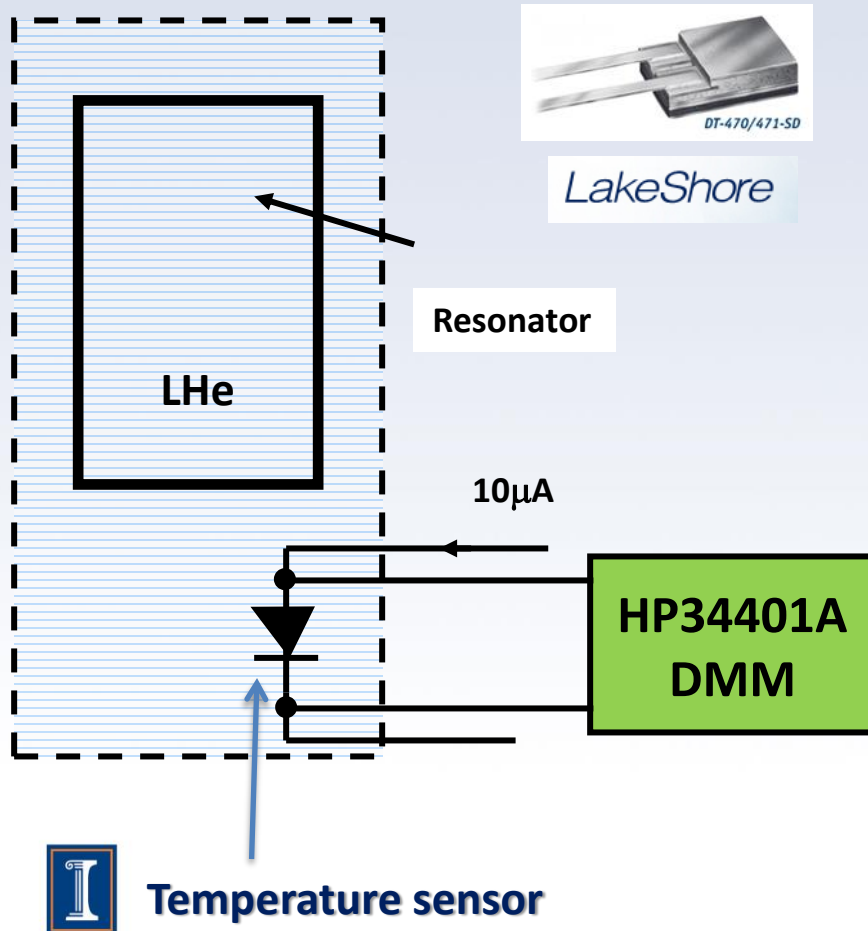 DT-470/471-SD
LakeShore
Resonator
LHe
10μA
HP34401A
DMM
I
Temperature sensor